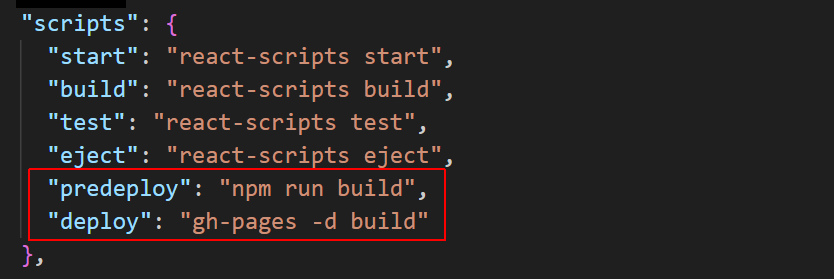 "scripts": {
"start": "react-scripts start",
"build": "react-scripts build",
"test": "react-scripts test",
"eject": "react-scripts eject",
"predeploy": "npm run build",
"deploy": "gh-pages -d build"
},